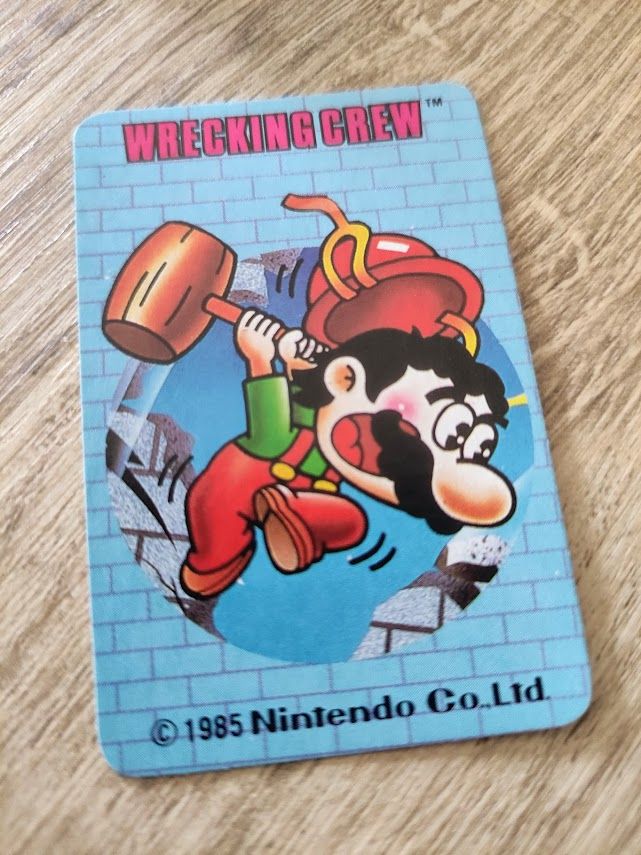 WRECKING CREW™
© 1985 Nintendo Co.,Ltd.